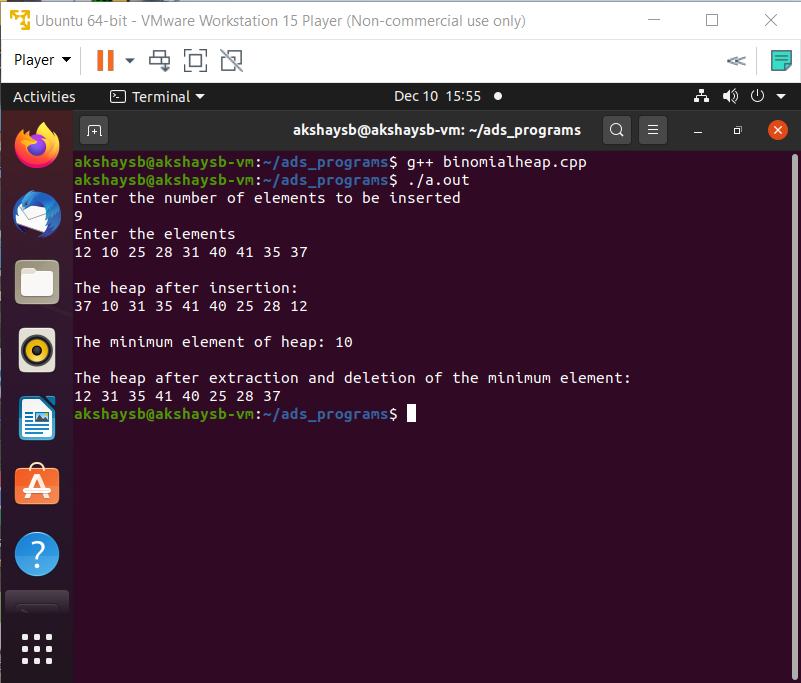 Ubuntu 64-bit - VMware Workstation 15 Player (Non-commercial use only)
Player
Activities Terminal Dec 10 15:55
akshaysb@akshaysb-vm: ~/ads_programs
akshaysb@akshaysb-vm:~/ads_programs$ g++ binomialheap.cpp
akshaysb@akshaysb-vm:~/ads_programs$ ./a.out
Enter the number of elements to be inserted
9
Enter the elements
12 10 25 28 31 40 41 35 37
The heap after insertion:
37 10 31 35 41 40 25 28 12
The minimum element of heap: 10
The heap after extraction and deletion of the minimum element:
12 31 35 41 40 25 28 37
akshaysb@akshaysb-vm:~/ads_programs$